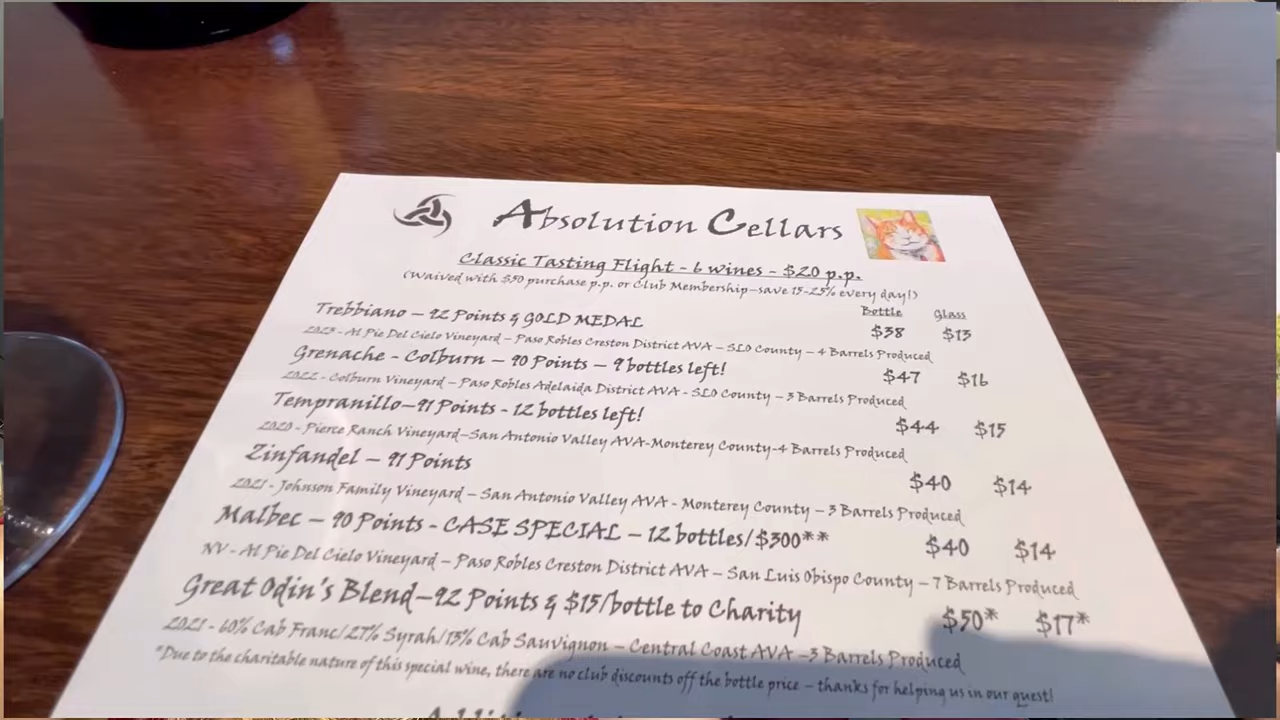 Absolution Cellars
Classic Tasting Flight - 6 wines - $20 p.p.
(Waived with $50 purchase p.p. or Club Membership–save 15-25% every day!)
Bottle Glass
Trebbiano – 92 Points & GOLD MEDAL $38 $13
2023 - Al Pie Del Cielo Vineyard – Paso Robles Creston District AVA – SLO County – 4 Barrels Produced
Grenache - Colburn – 90 Points – 9 bottles left! $47 $16
2022 - Colburn Vineyard – Paso Robles Adelaida District AVA - SLO County – 3 Barrels Produced
Tempranillo–91 Points - 12 bottles left! $44 $15
2020 - Pierce Ranch Vineyard–San Antonio Valley AVA-Monterey County-4 Barrels Produced
Zinfandel – 91 Points $40 $14
2021 - Johnson Family Vineyard – San Antonio Valley AVA - Monterey County – 3 Barrels Produced
Malbec – 90 Points - CASE SPECIAL – 12 bottles/$300** $40 $14
NV - Al Pie Del Cielo Vineyard – Paso Robles Creston District AVA – San Luis Obispo County – 7 Barrels Produced
Great Odin's Blend–92 Points & $15/bottle to Charity $50* $17*
2021 - 60% Cab Franc/27% Syrah/13% Cab Sauvignon – Central Coast AVA –3 Barrels Produced
*Due to the charitable nature of this special wine, there are no club discounts off the bottle price – thanks for helping us in our quest!